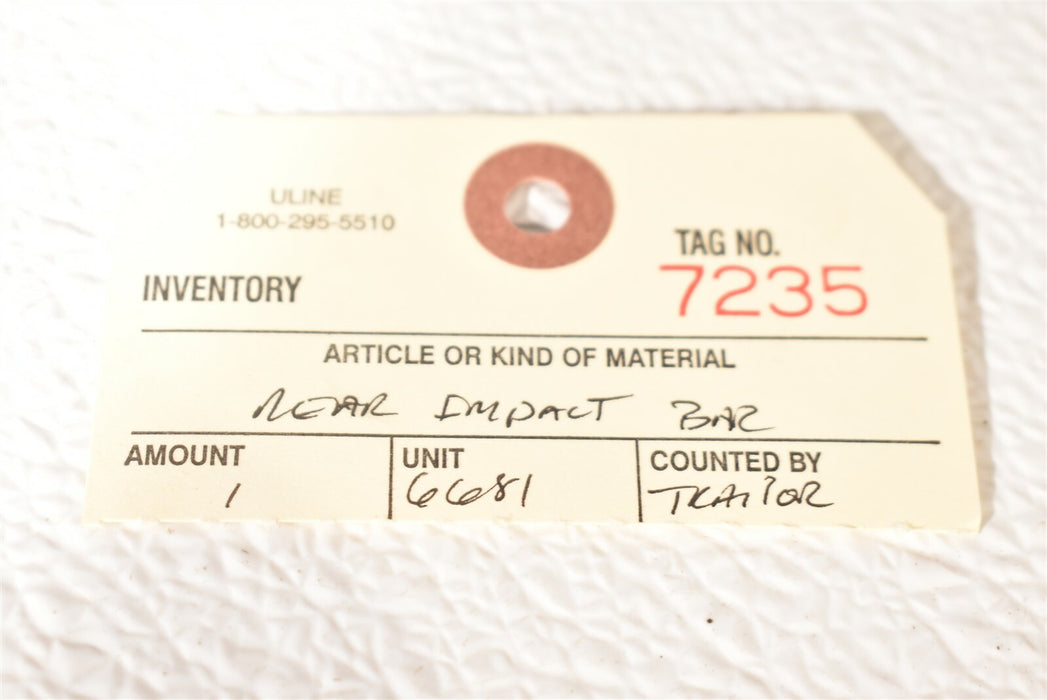 ULINE
1-800-295-5510
TAG NO.
7235
INVENTORY
ARTICLE OR KIND OF MATERIAL
REAR IMPACT BAR
AMOUNT UNIT COUNTED BY
1 6681